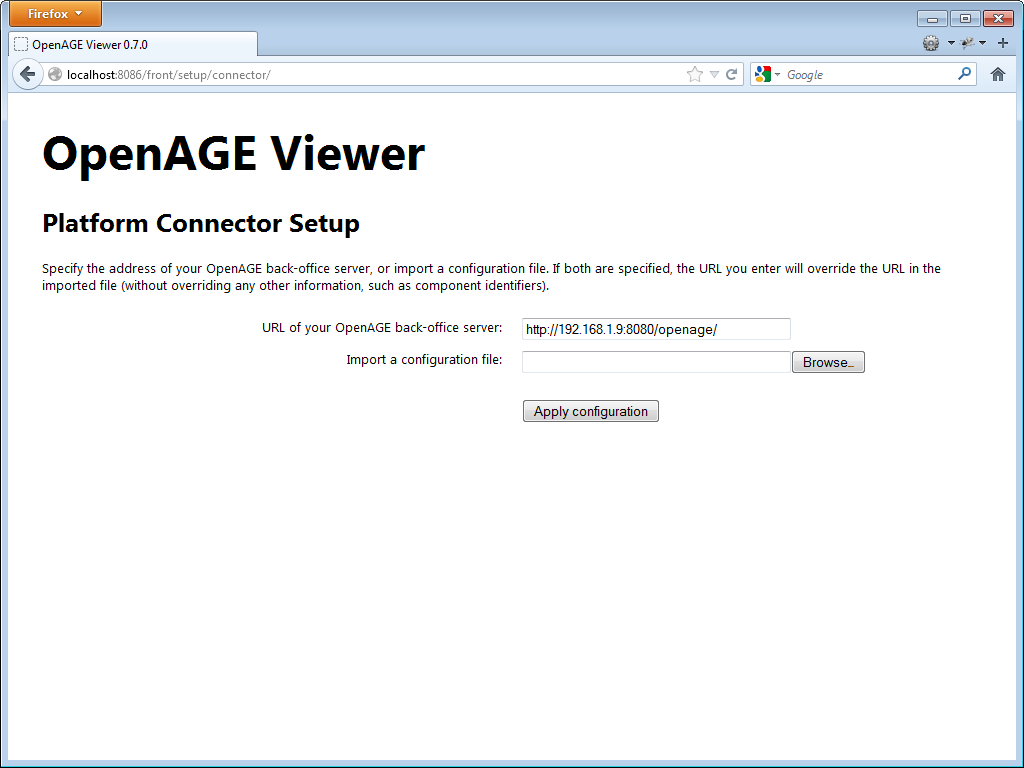 Firefox
OpenAGE Viewer 0.7.0
localhost:8086/front/setup/connector/
Google
OpenAGE Viewer
Platform Connector Setup
Specify the address of your OpenAGE back-office server, or import a configuration file. If both are specified, the URL you enter will override the URL in the
imported file (without overriding any other information, such as component identifiers).
URL of your OpenAGE back-office server: http://192.168.1.9:8080/openage/
Import a configuration file: Browse…
Apply configuration